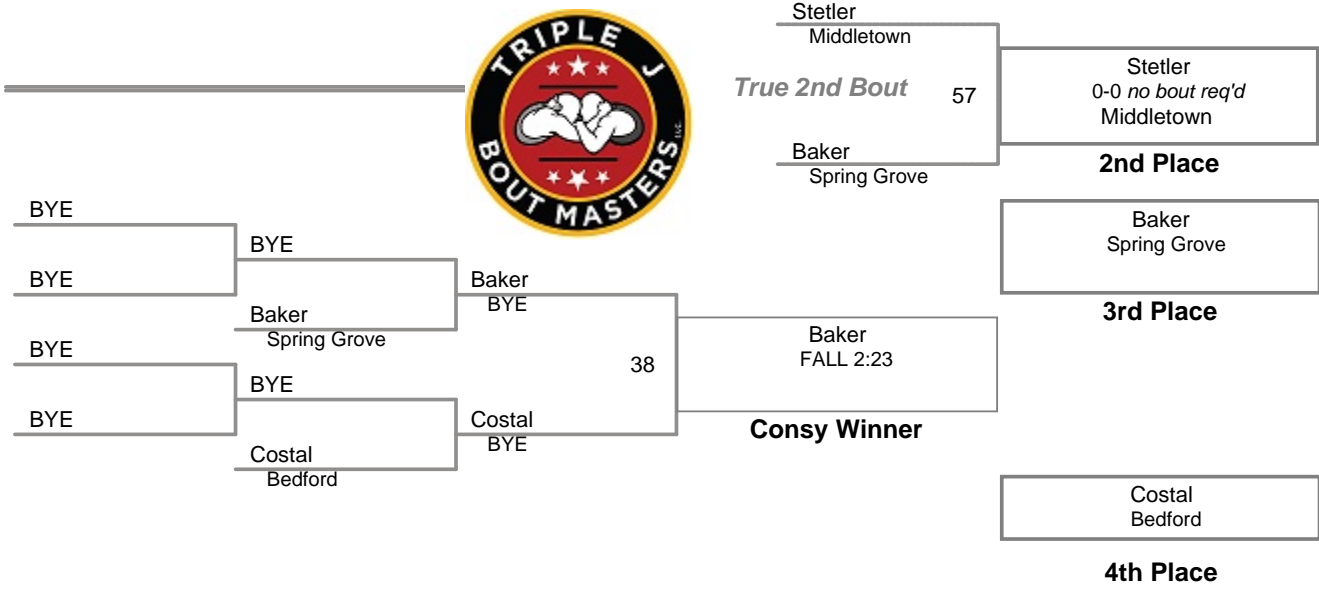 Stetler
Middletown
True 2nd Bout
57
Baker
Spring Grove
Stetler
0-0 no bout req'd
Middletown
2nd Place
Baker
Spring Grove
3rd Place
TRIPLE J
BOUT MASTERS
BYE
BYE
BYE
Baker
Spring Grove
Baker
BYE
BYE
BYE
BYE
Costal
Bedford
Costal
BYE
38
Baker
FALL 2:23
Consy Winner
Costal
Bedford
4th Place